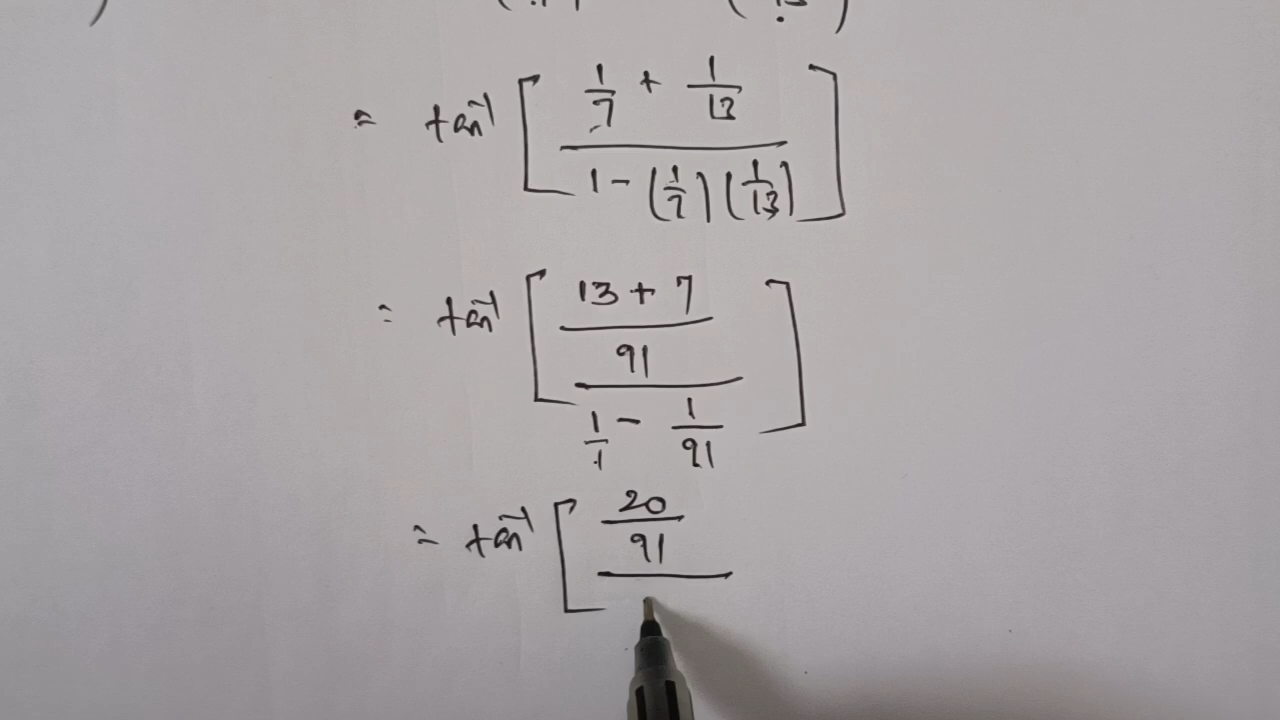 = tan⁻¹ [ (1/7 + 1/13) / (1 - (1/7)(1/13)) ]
= tan⁻¹ [ ((13 + 7)/91) / (1/1 - 1/91) ]
= tan⁻¹ [ (20/91) /